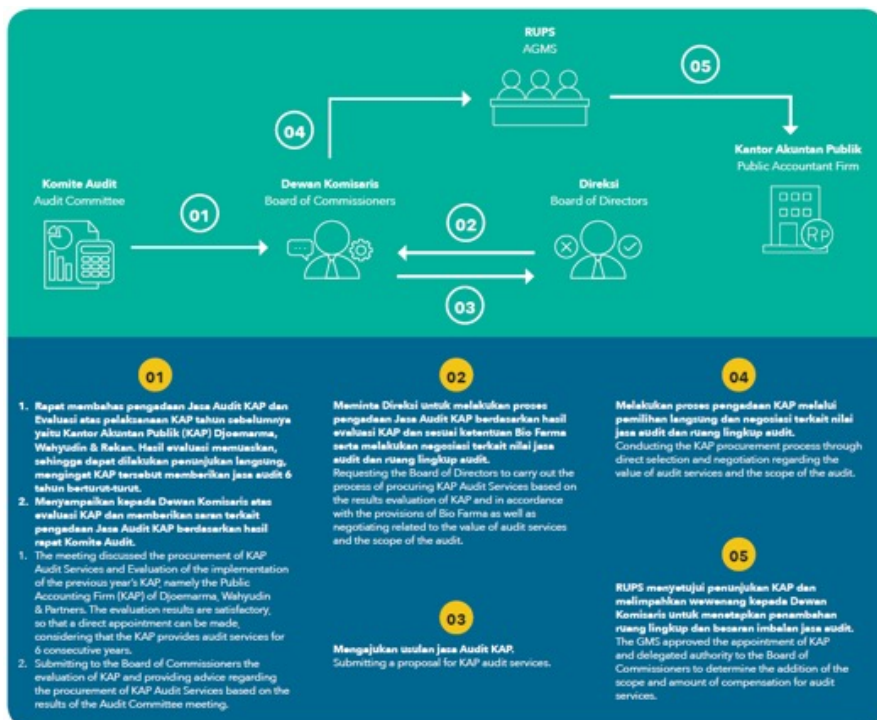 RUPS
AGMS
05
04
Kantor Akuntan Publik
Public Accountant Firm
Komite Audit
Audit Committee
01
Dewan Komisaris
Board of Commissioners
02
Direksi
Board of Directors
03
Rp
01
1. Rapat membahas pengadaan Jasa Audit KAP dan
Evaluasi atas pelaksanaan KAP tahun sebelumnya
yaitu Kantor Akuntan Publik (KAP) Djoemarma,
Wahyudin & Rekan. Hasil evaluasi memuaskan,
sehingga dapat dilakukan penunjukan langsung,
mengingat KAP tersebut memberikan jasa audit 6
tahun berturut-turut.
2. Menyampaikan kepada Dewan Komisaris atas
evaluasi KAP dan memberikan saran terkait
pengadaan Jasa Audit KAP berdasarkan hasil
rapat Komite Audit.
1. The meeting discussed the procurement of KAP
Audit Services and Evaluation of the implementation
of the previous year's KAP, namely the Public
Accounting Firm (KAP) of Djoemarma, Wahyudin
& Partners. The evaluation results are satisfactory,
so that a direct appointment can be made,
considering that the KAP provides audit services for
6 consecutive years.
2. Submitting to the Board of Commissioners the
evaluation of KAP and providing advice regarding
the procurement of KAP Audit Services based on the
results of the Audit Committee meeting.
02
Meminta Direksi untuk melakukan proses
pengadaan Jasa Audit KAP berdasarkan hasil
evaluasi KAP dan sesuai ketentuan Bio Farma
serta melakukan negosiasi terkait nilai jasa
audit dan ruang lingkup audit.
Requesting the Board of Directors to carry out the
process of procuring KAP Audit Services based on
the results evaluation of KAP and in accordance
with the provisions of Bio Farma as well as
negotiating related to the value of audit services
and the scope of the audit.
03
Mengajukan usulan jasa Audit KAP.
Submitting a proposal for KAP audit services.
04
Melakukan proses pengadaan KAP melalui
pemilihan langsung dan negosiasi terkait nilai
jasa audit dan ruang lingkup audit.
Conducting the KAP procurement process through
direct selection and negotiation regarding the
value of audit services and the scope of the audit.
05
RUPS menyetujui penunjukan KAP dan
melimpahkan wewenang kepada Dewan
Komisaris untuk menetapkan penambahan
ruang lingkup dan besaran imbalan jasa audit.
The GMS approved the appointment of KAP
and delegated authority to the Board of
Commissioners to determine the addition of the
scope and amount of compensation for audit
services.